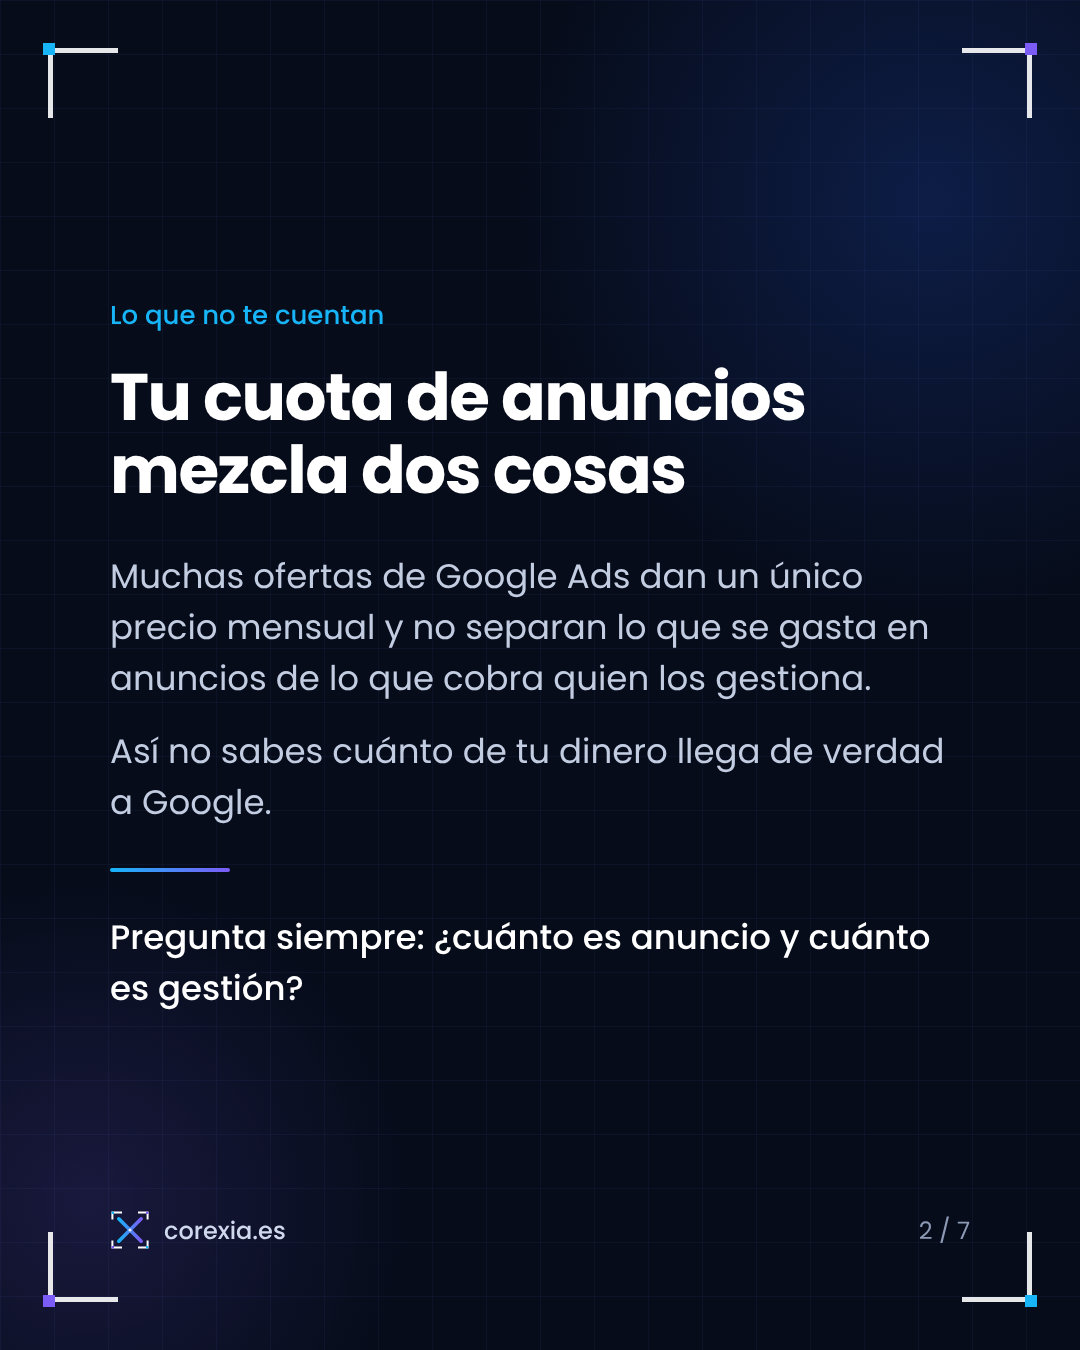 Lo que no te cuentan
Tu cuota de anuncios
mezcla dos cosas
Muchas ofertas de Google Ads dan un único
precio mensual y no separan lo que se gasta en
anuncios de lo que cobra quien los gestiona.
Así no sabes cuánto de tu dinero llega de verdad
a Google.
Pregunta siempre: ¿cuánto es anuncio y cuánto
es gestión?
corexia.es
2 / 7